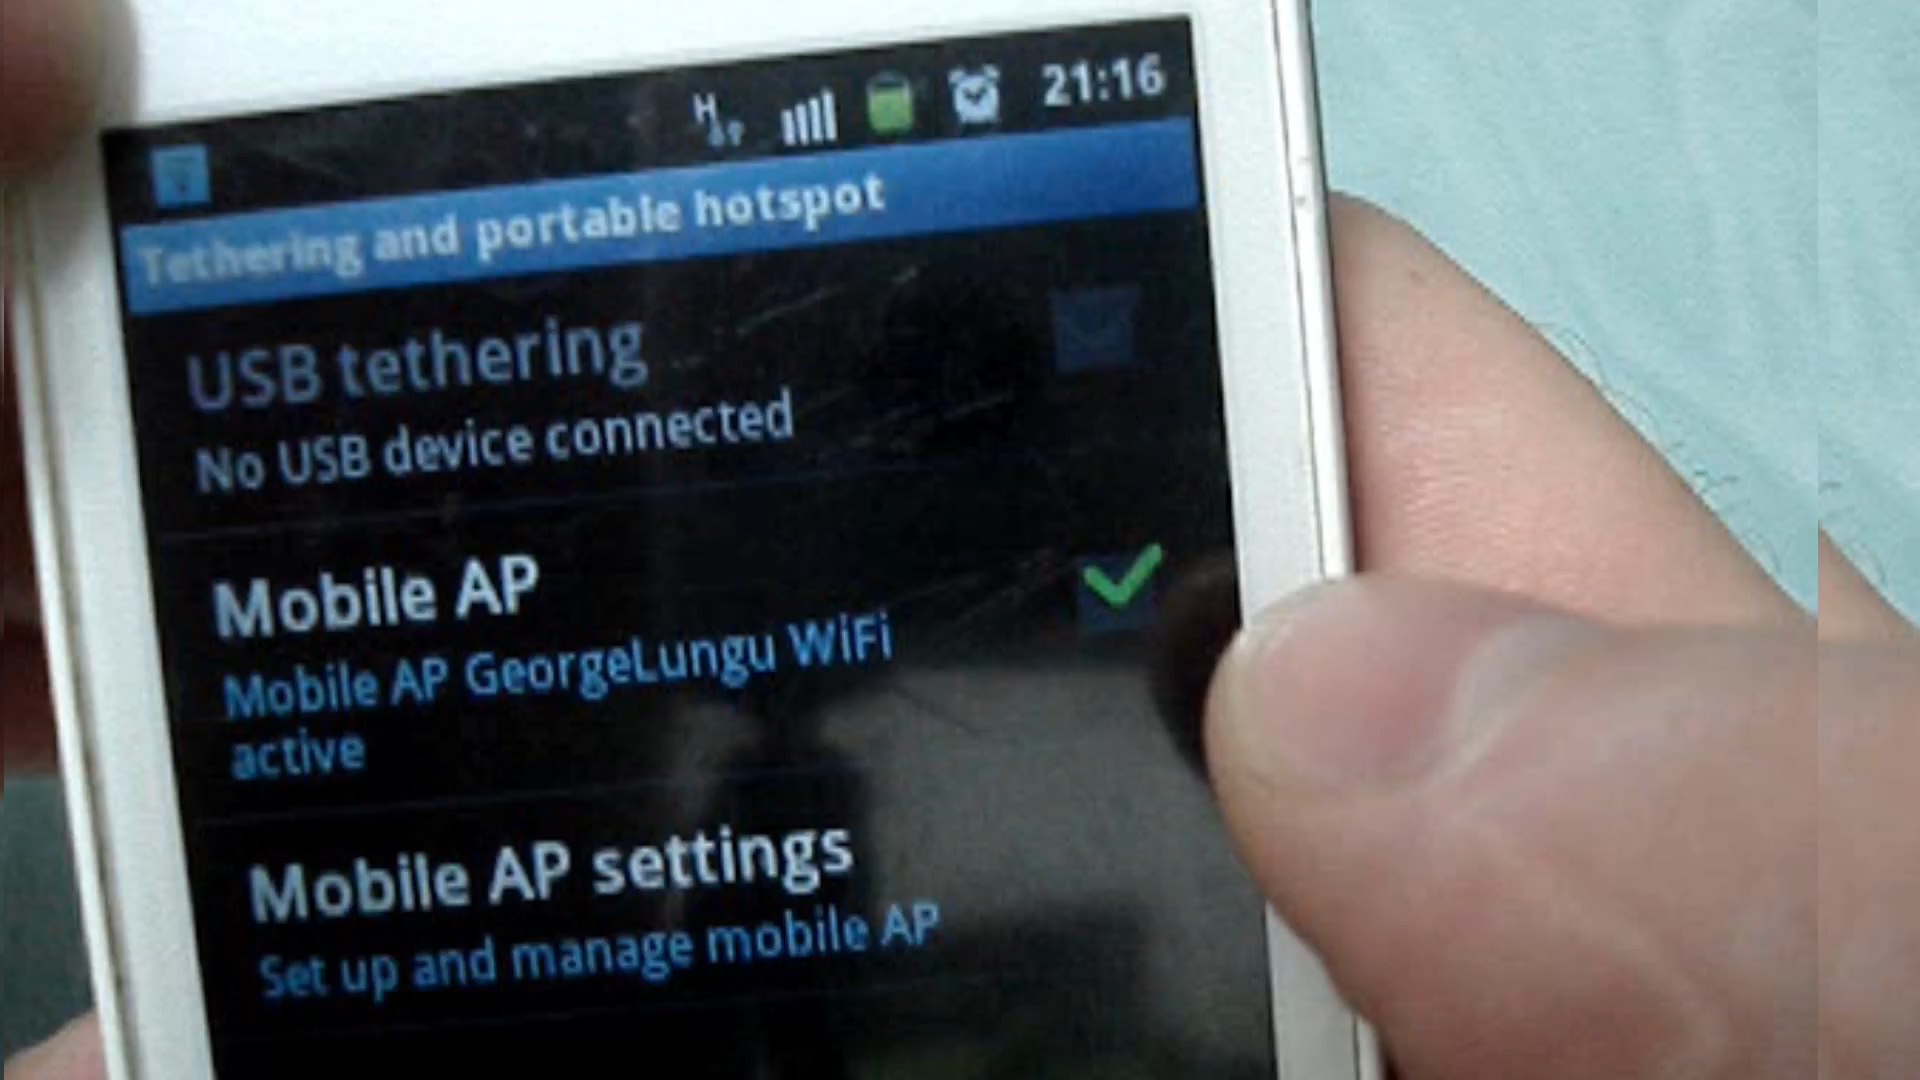 H 21:16
Tethering and portable hotspot
USB tethering
No USB device connected
Mobile AP
Mobile AP GeorgeLungu WiFi
active
Mobile AP settings
Set up and manage mobile AP